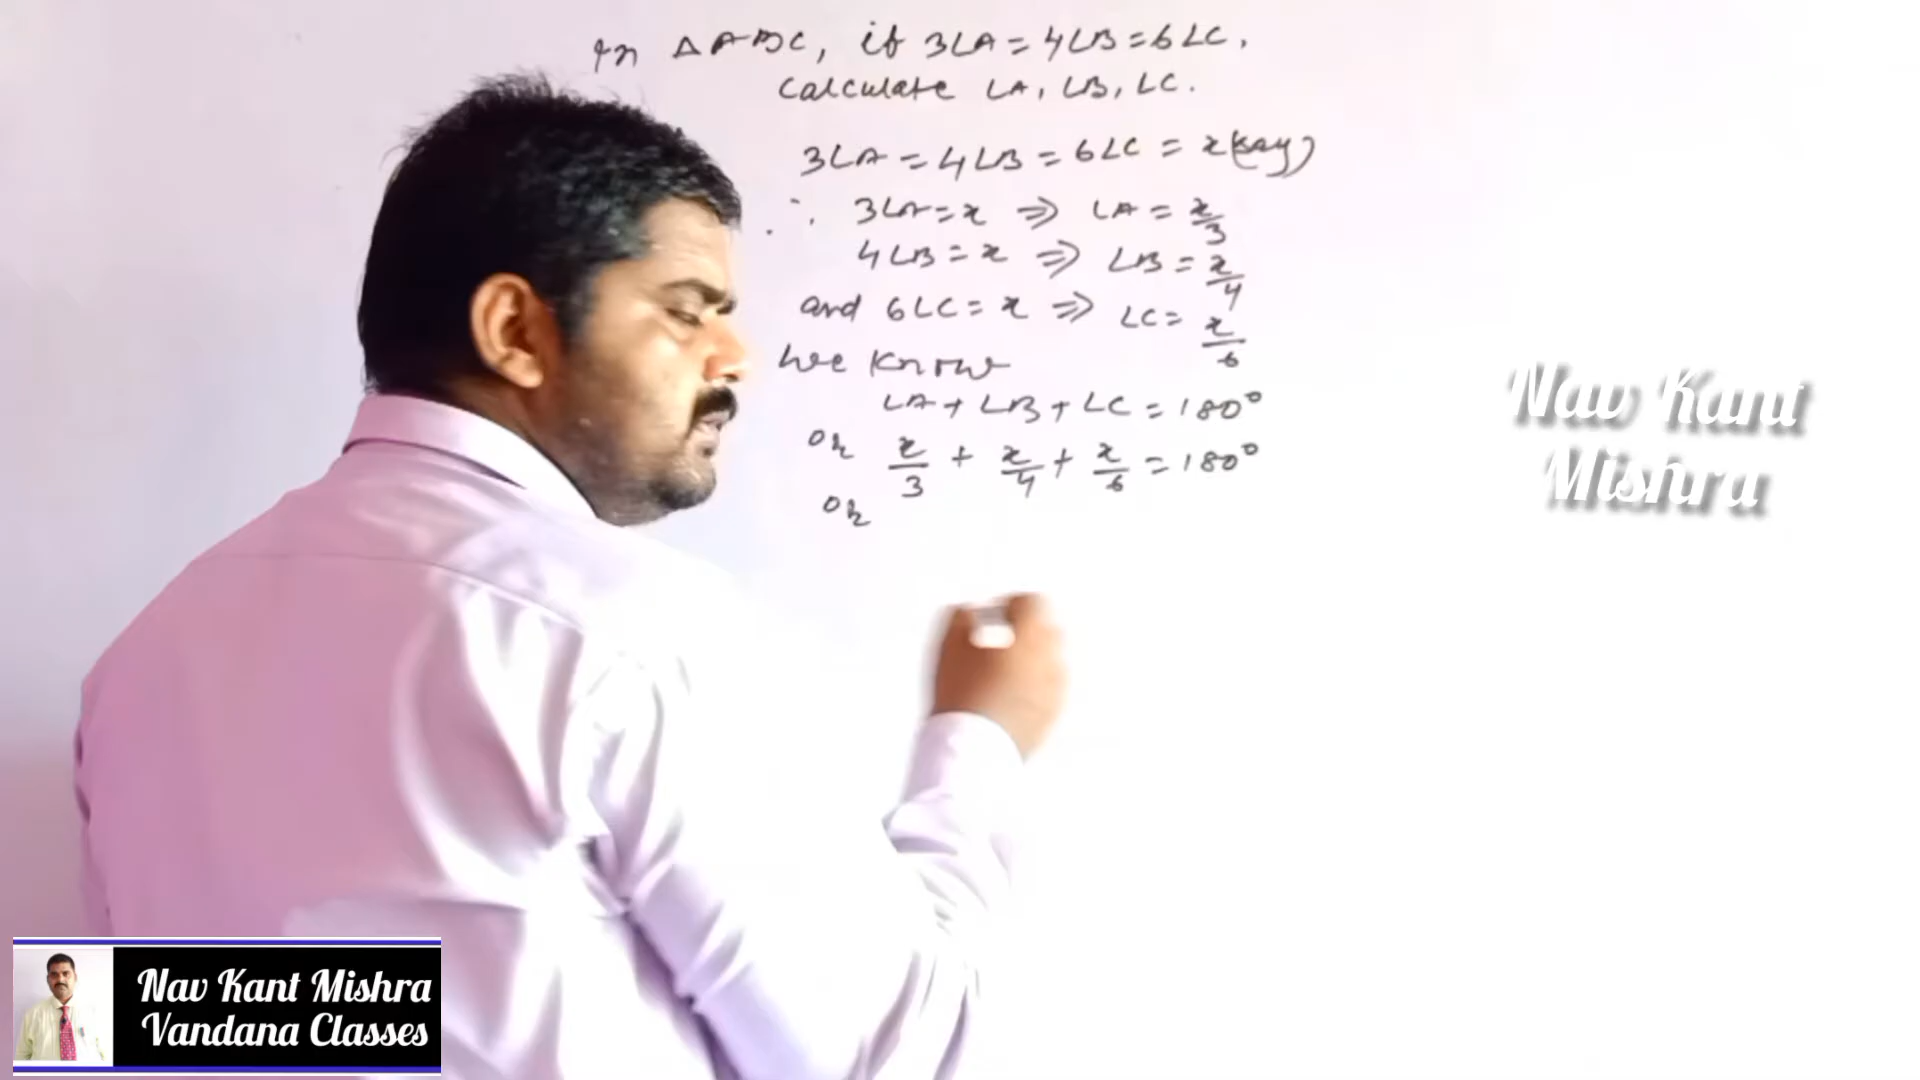 In △ABC, if 3∠A = 4∠B = 6∠C,
Calculate ∠A, ∠B, ∠C.
3∠A = 4∠B = 6∠C = x (say)
∴ 3∠A = x ⇒ ∠A = x/3
4∠B = x ⇒ ∠B = x/4
and 6∠C = x ⇒ ∠C = x/6
We know
∠A + ∠B + ∠C = 180°
or x/3 + x/4 + x/6 = 180°
or
Nav Kant
Mishra
Nav Kant Mishra
Vandana Classes